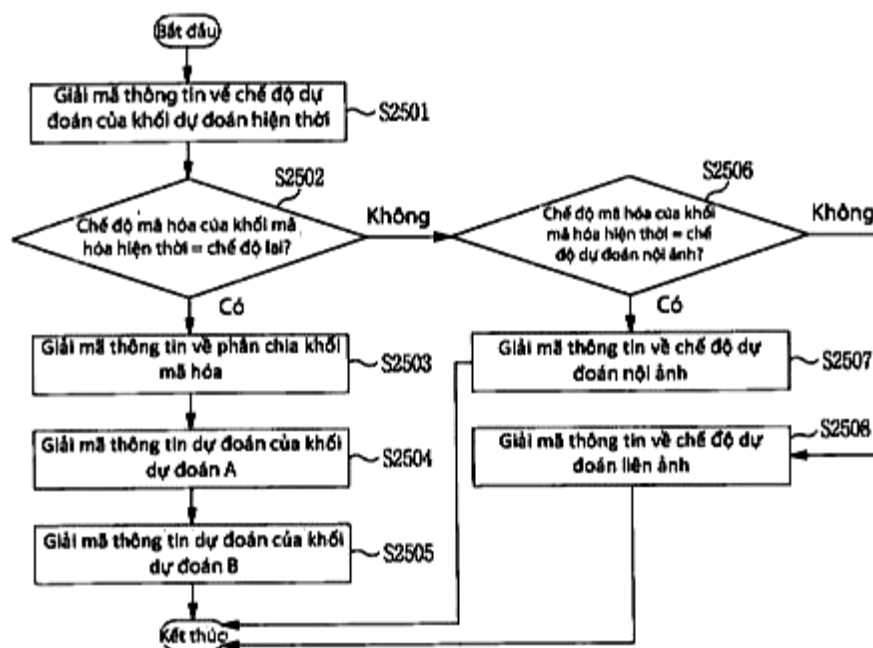 Bắt đầu
Giải mã thông tin về chế độ dự
đoán của khối dự đoán hiện thời
S2501
S2502
Chế độ mã hóa của khối mã
hóa hiện thời = chế độ lai?
Không
Có
S2506
Chế độ mã hóa của khối
mã hóa hiện thời = chế
độ dự đoán nội ảnh?
Không
Có
Giải mã thông tin về phân chia khối
mã hóa
S2503
Giải mã thông tin về chế độ dự
đoán nội ảnh
S2507
Giải mã thông tin dự đoán của khối
dự đoán A
S2504
Giải mã thông tin về chế độ dự
đoán liên ảnh
S2508
Giải mã thông tin dự đoán của khối
dự đoán B
S2505
Kết thúc